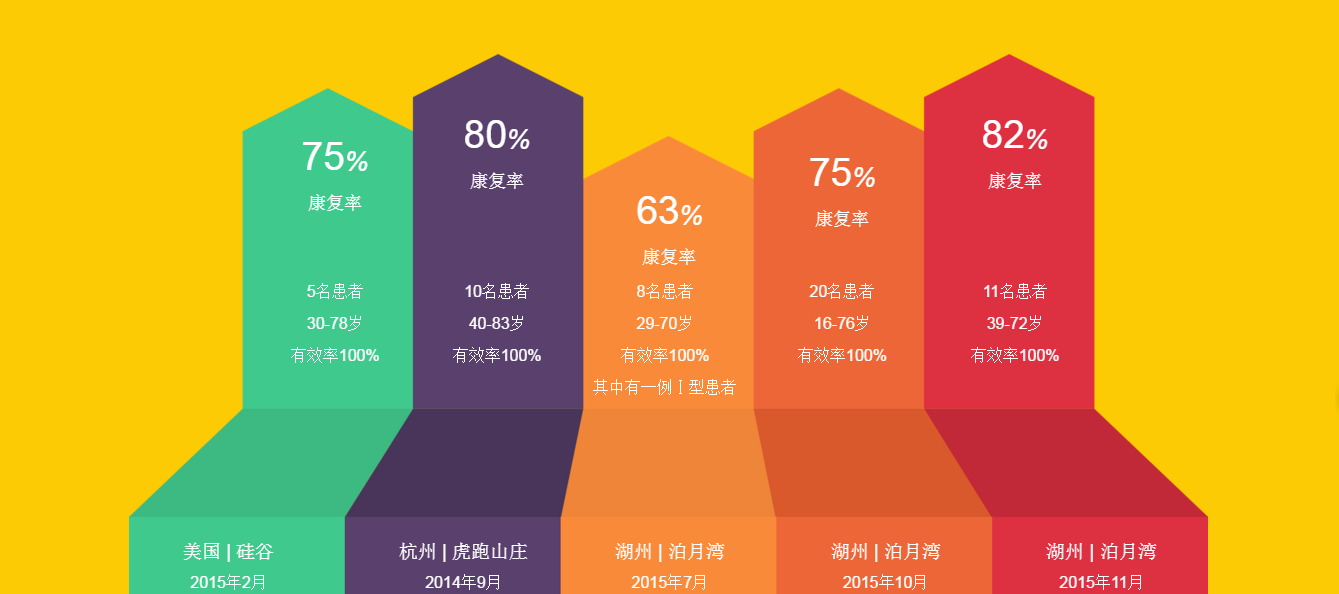 75%
康复率
5名患者
30-78岁
有效率100%
美国 | 硅谷
2015年2月
80%
康复率
10名患者
40-83岁
有效率100%
杭州 | 虎跑山庄
2014年9月
63%
康复率
8名患者
29-70岁
有效率100%
其中有一例Ⅰ型患者
湖州 | 泊月湾
2015年7月
75%
康复率
20名患者
16-76岁
有效率100%
湖州 | 泊月湾
2015年10月
82%
康复率
11名患者
39-72岁
有效率100%
湖州 | 泊月湾
2015年11月